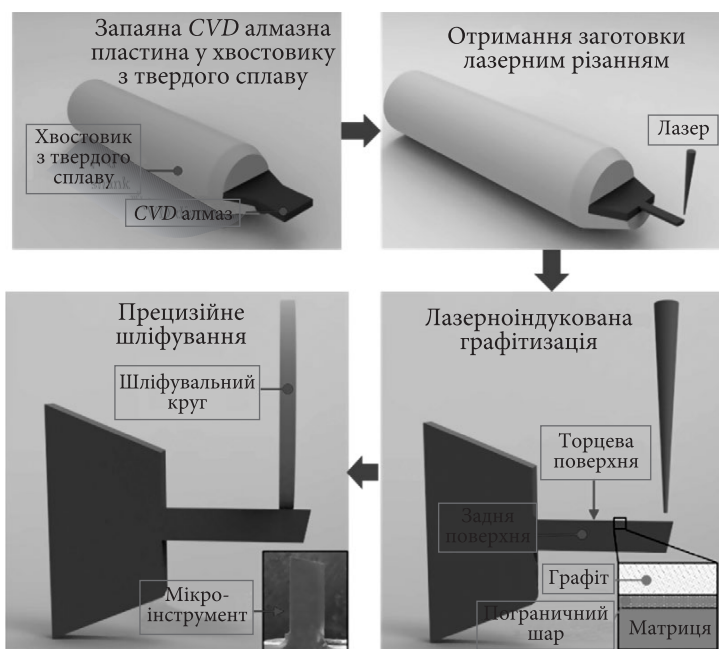 Запаяна CVD алмазна
пластина у хвостовику
з твердого сплаву
Хвостовик
з твердого
сплаву
CVD алмаз
Отримання заготовки
лазерним різанням
Лазер
Лазерноіндукована
графітизація
Торцева
поверхня
Задня
поверхня
Графіт
Пограничний
шар
Матриця
Прецизійне
шліфування
Шліфувальний
круг
Мікро-
інструмент